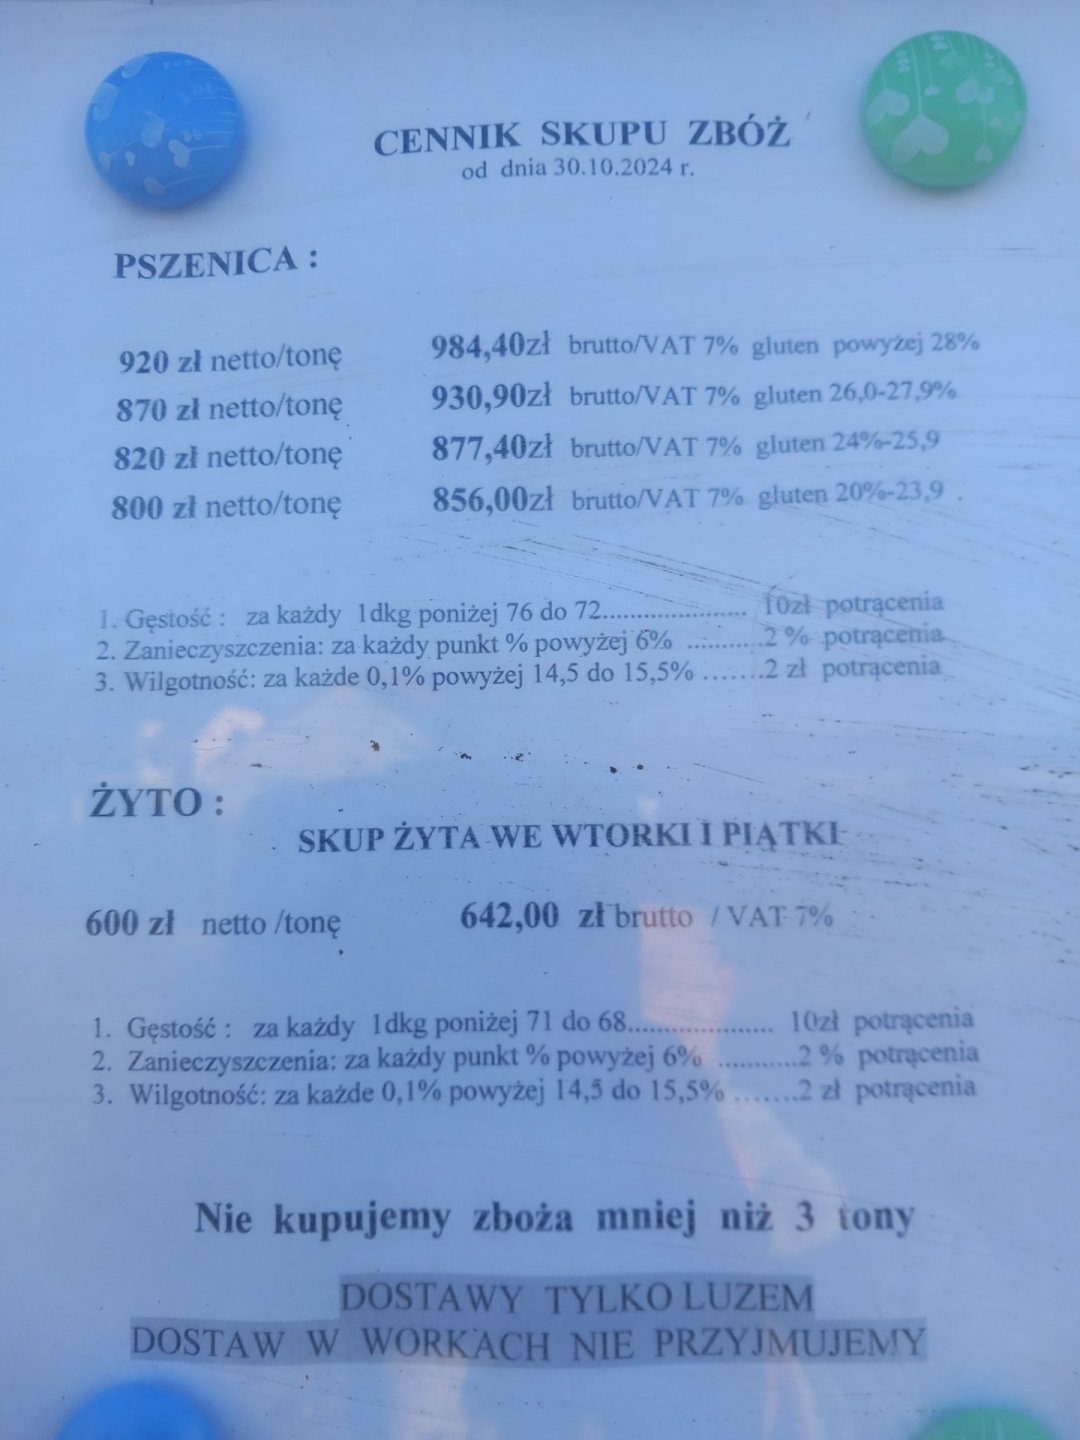 CENNIK SKUPU ZBÓŻ
od dnia 30.10.2024 r.
PSZENICA :
920 zł netto/tonę 984,40zł brutto/VAT 7% gluten powyżej 28%
870 zł netto/tonę 930,90zł brutto/VAT 7% gluten 26,0-27,9%
820 zł netto/tonę 877,40zł brutto/VAT 7% gluten 24%-25,9
800 zł netto/tonę 856,00zł brutto/VAT 7% gluten 20%-23,9 .
1. Gęstość : za każdy 1dkg poniżej 76 do 72..................... 10zł potrącenia
2. Zanieczyszczenia: za każdy punkt % powyżej 6% ...........2 % potrącenia
3. Wilgotność: za każde 0,1% powyżej 14,5 do 15,5% .......2 zł potrącenia
ŻYTO :
SKUP ŻYTA WE WTORKI I PIĄTKI
600 zł netto /tonę 642,00 zł brutto / VAT 7%
1. Gęstość : za każdy 1dkg poniżej 71 do 68..................... 10zł potrącenia
2. Zanieczyszczenia: za każdy punkt % powyżej 6% ...........2 % potrącenia
3. Wilgotność: za każde 0,1% powyżej 14,5 do 15,5% .......2 zł potrącenia
Nie kupujemy zboża mniej niż 3 tony
DOSTAWY TYLKO LUZEM
DOSTAW W WORKACH NIE PRZYJMUJEMY